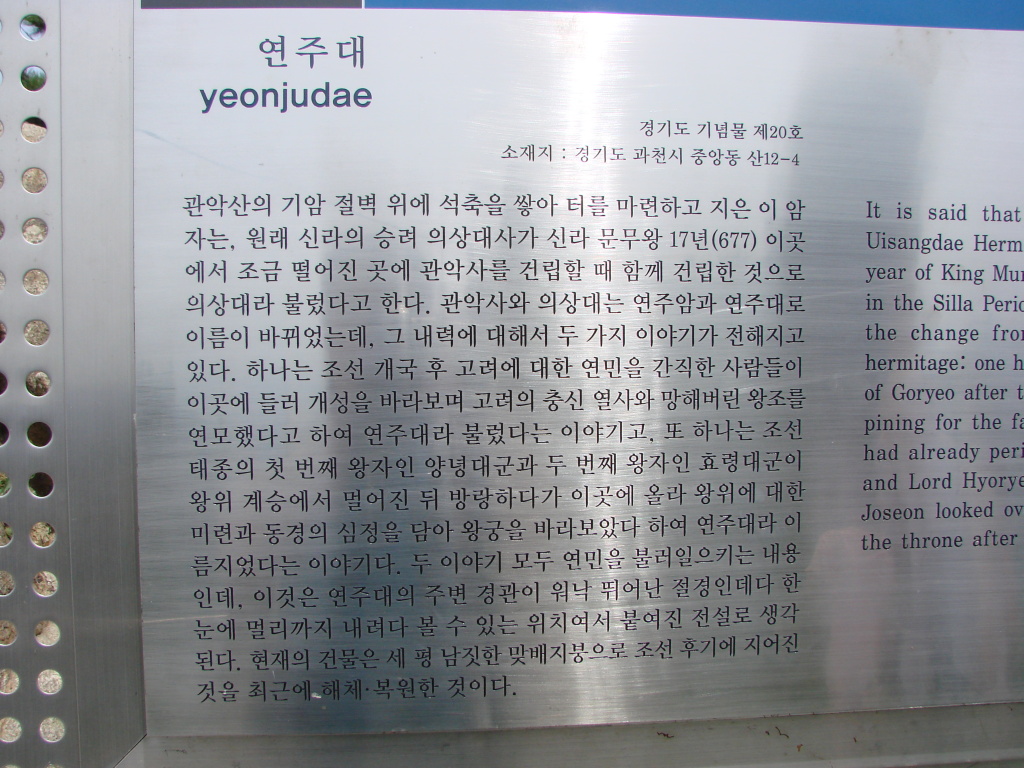 연주대
yeonjudae
경기도 기념물 제20호
소재지 : 경기도 과천시 중앙동 산12-4
관악산의 기암 절벽 위에 석축을 쌓아 터를 마련하고 지은 이 암
자는, 원래 신라의 승려 의상대사가 신라 문무왕 17년(677) 이곳
에서 조금 떨어진 곳에 관악사를 건립할 때 함께 건립한 것으로
의상대라 불렀다고 한다. 관악사와 의상대는 연주암과 연주대로
이름이 바뀌었는데, 그 내력에 대해서 두 가지 이야기가 전해지고
있다. 하나는 조선 개국 후 고려에 대한 연민을 간직한 사람들이
이곳에 들러 개성을 바라보며 고려의 충신 열사와 망해버린 왕조를
연모했다고 하여 연주대라 불렀다는 이야기고, 또 하나는 조선
태종의 첫 번째 왕자인 양녕대군과 두 번째 왕자인 효령대군이
왕위 계승에서 멀어진 뒤 방랑하다가 이곳에 올라 왕위에 대한
미련과 동경의 심정을 담아 왕궁을 바라보았다 하여 연주대라 이
름지었다는 이야기다. 두 이야기 모두 연민을 불러일으키는 내용
인데, 이것은 연주대의 주변 경관이 워낙 뛰어난 절경인데다 한
눈에 멀리까지 내려다 볼 수 있는 위치여서 붙여진 전설로 생각
된다. 현재의 건물은 세 평 남짓한 맞배지붕으로 조선 후기에 지어진
것을 최근에 해체·복원한 것이다.
It is said that
Uisangdae Herm
year of King Mu
in the Silla Perio
the change from
hermitage: one h
of Goryeo after t
pining for the fa
had already peri
and Lord Hyorye
Joseon looked ov
the throne after